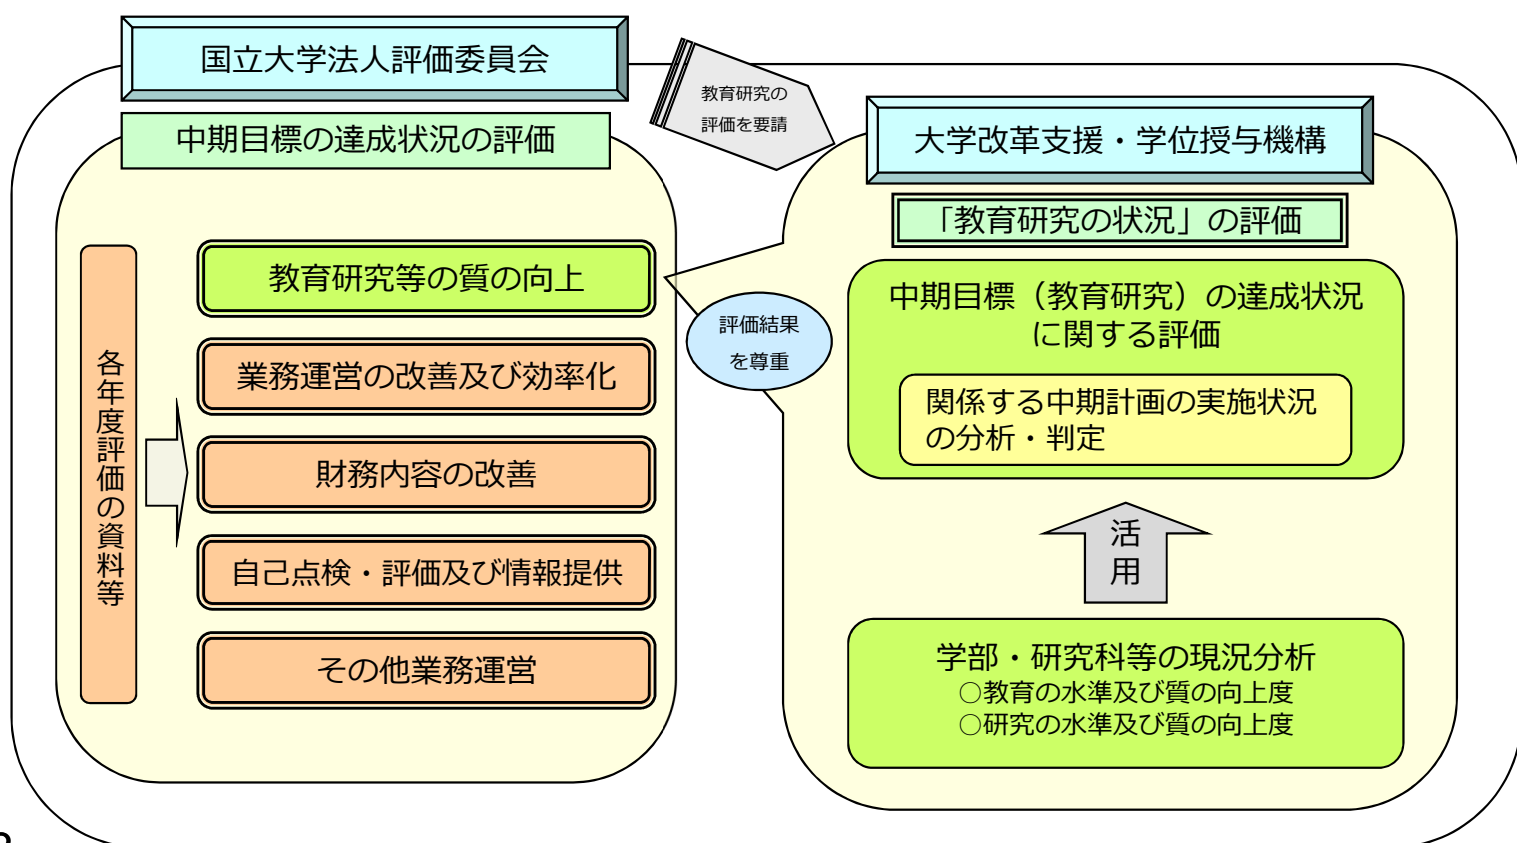 国立大学法人評価委員会
中期目標の達成状況の評価
各年度評価の資料等
教育研究等の質の向上
業務運営の改善及び効率化
財務内容の改善
自己点検・評価及び情報提供
その他業務運営
教育研究の
評価を要請
評価結果
を尊重
大学改革支援・学位授与機構
「教育研究の状況」の評価
中期目標（教育研究）の達成状況
に関する評価
関係する中期計画の実施状況
の分析・判定
活
用
学部・研究科等の現況分析
○教育の水準及び質の向上度
○研究の水準及び質の向上度